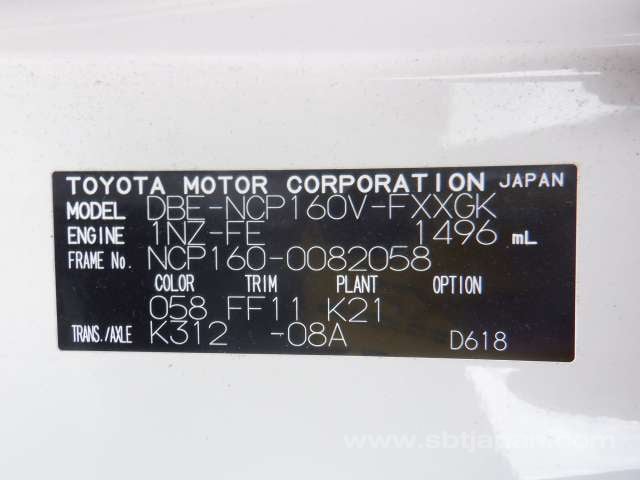 TOYOTA MOTOR CORPORATION JAPAN
MODEL DBE-NCP160V-FXXGK
ENGINE 1NZ-FE 1496 mL
FRAME No. NCP160-0082058
COLOR TRIM PLANT OPTION
058 FF11 K21
TRANS./AXLE K312 -08A D618
www.sbtjapan.com